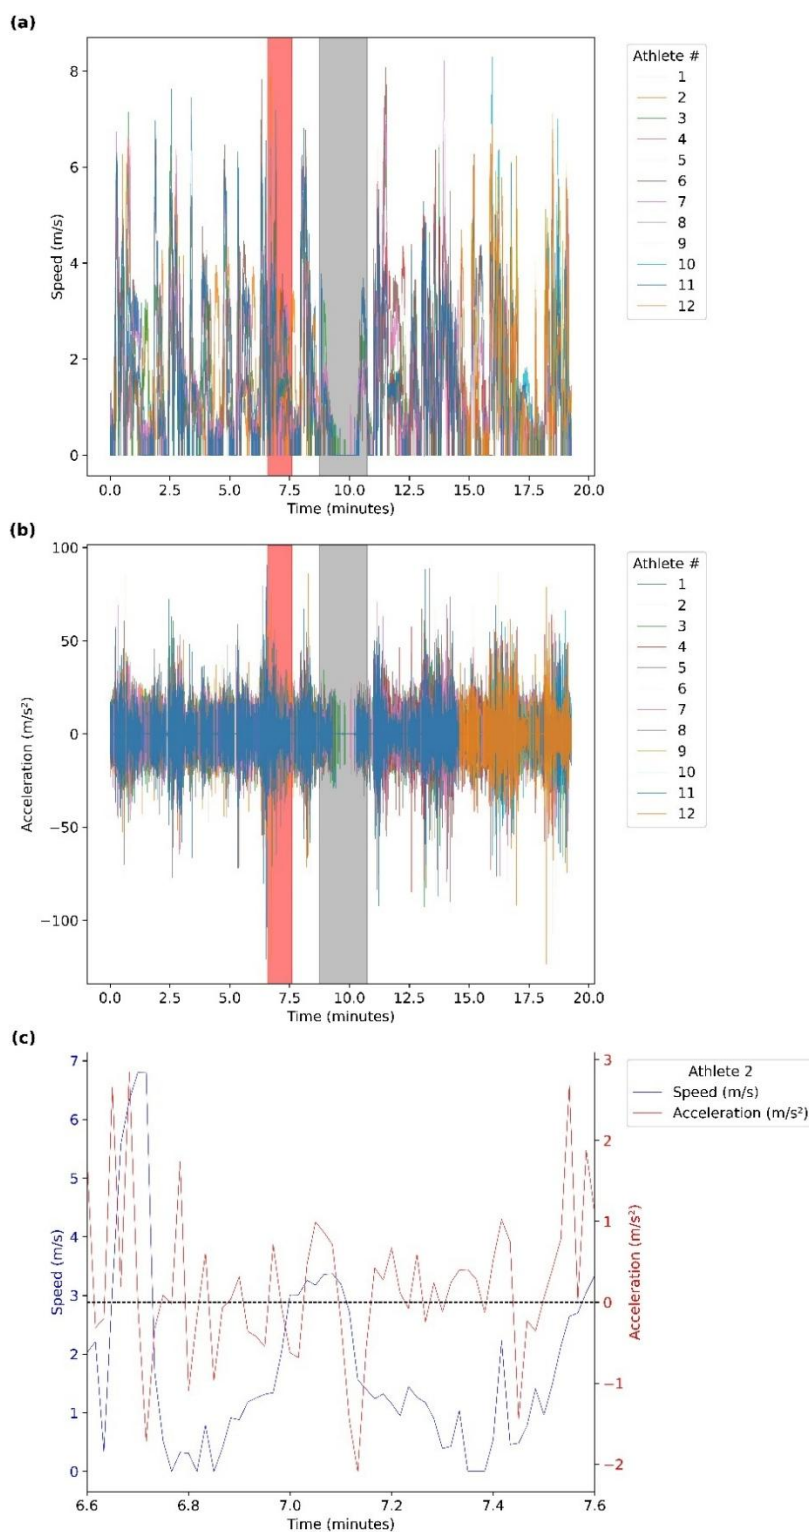 (a)
8
6
4
2
0
Speed (m/s)
0.0 2.5 5.0 7.5 10.0 12.5 15.0 17.5 20.0
Time (minutes)
Athlete #
1
2
3
4
5
6
7
8
9
10
11
12
(b)
100
50
0
−50
−100
Acceleration (m/s²)
0.0 2.5 5.0 7.5 10.0 12.5 15.0 17.5 20.0
Time (minutes)
Athlete #
1
2
3
4
5
6
7
8
9
10
11
12
(c)
7
6
5
4
3
2
1
0
Speed (m/s)
6.6 6.8 7.0 7.2 7.4 7.6
Time (minutes)
3
2
1
0
−1
−2
Acceleration (m/s²)
Athlete 2
Speed (m/s)
Acceleration (m/s²)